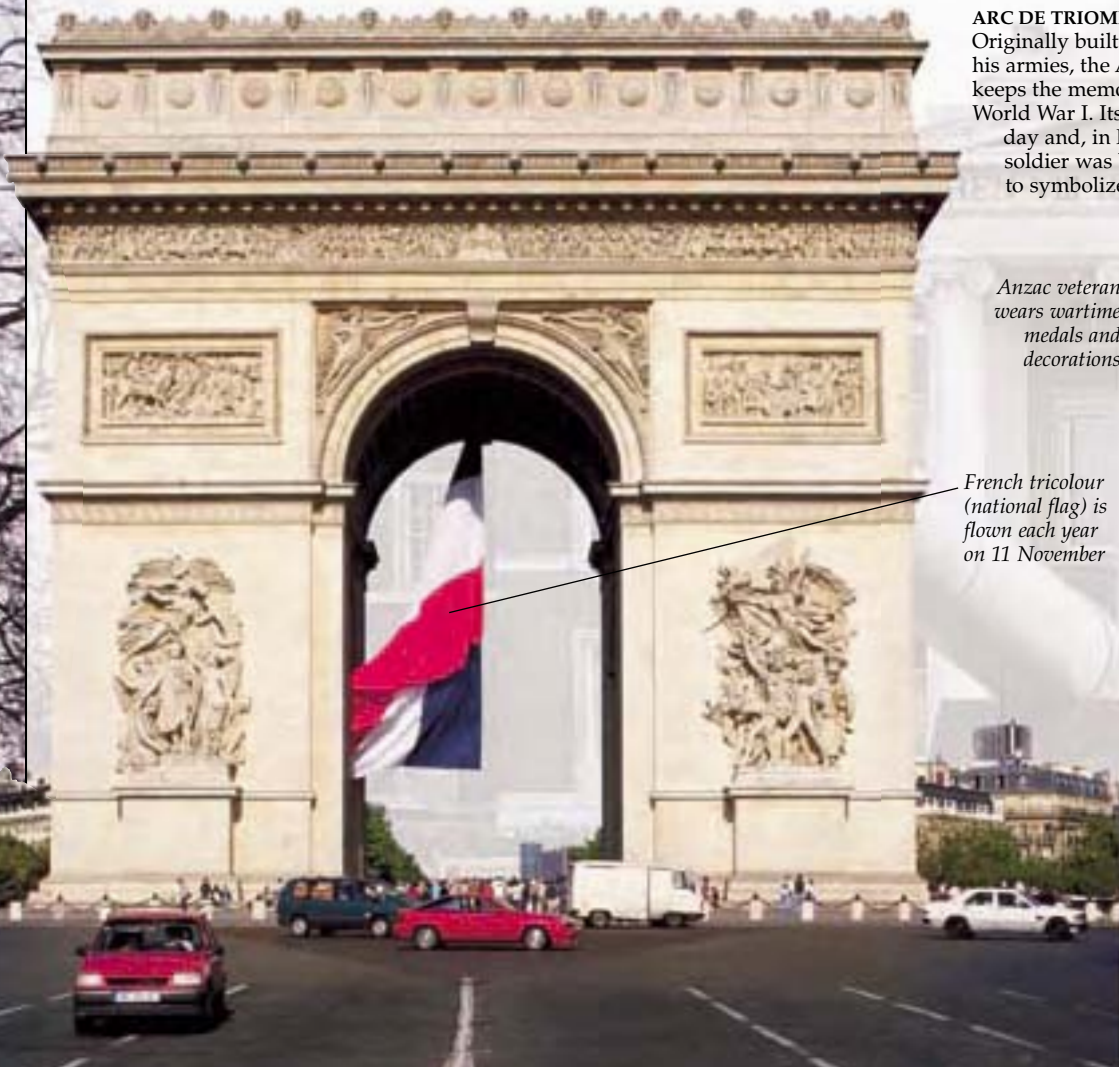 ARC DE TRIOM
Originally built
his armies, the A
keeps the memo
World War I. Its
day and, in
soldier was
to symbolize
Anzac veteran
wears wartime
medals and
decorations
French tricolour
(national flag) is
flown each year
on 11 November